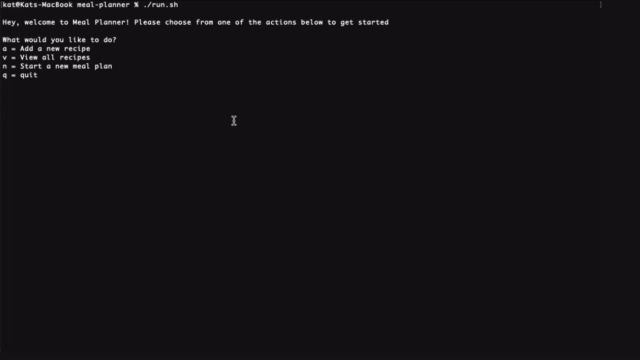 kat@Kats-MacBook meal-planner % ./run.sh
Hey, welcome to Meal Planner! Please choose from one of the actions below to get started
What would you like to do?
a = Add a new recipe
v = View all recipes
n = Start a new meal plan
q = quit